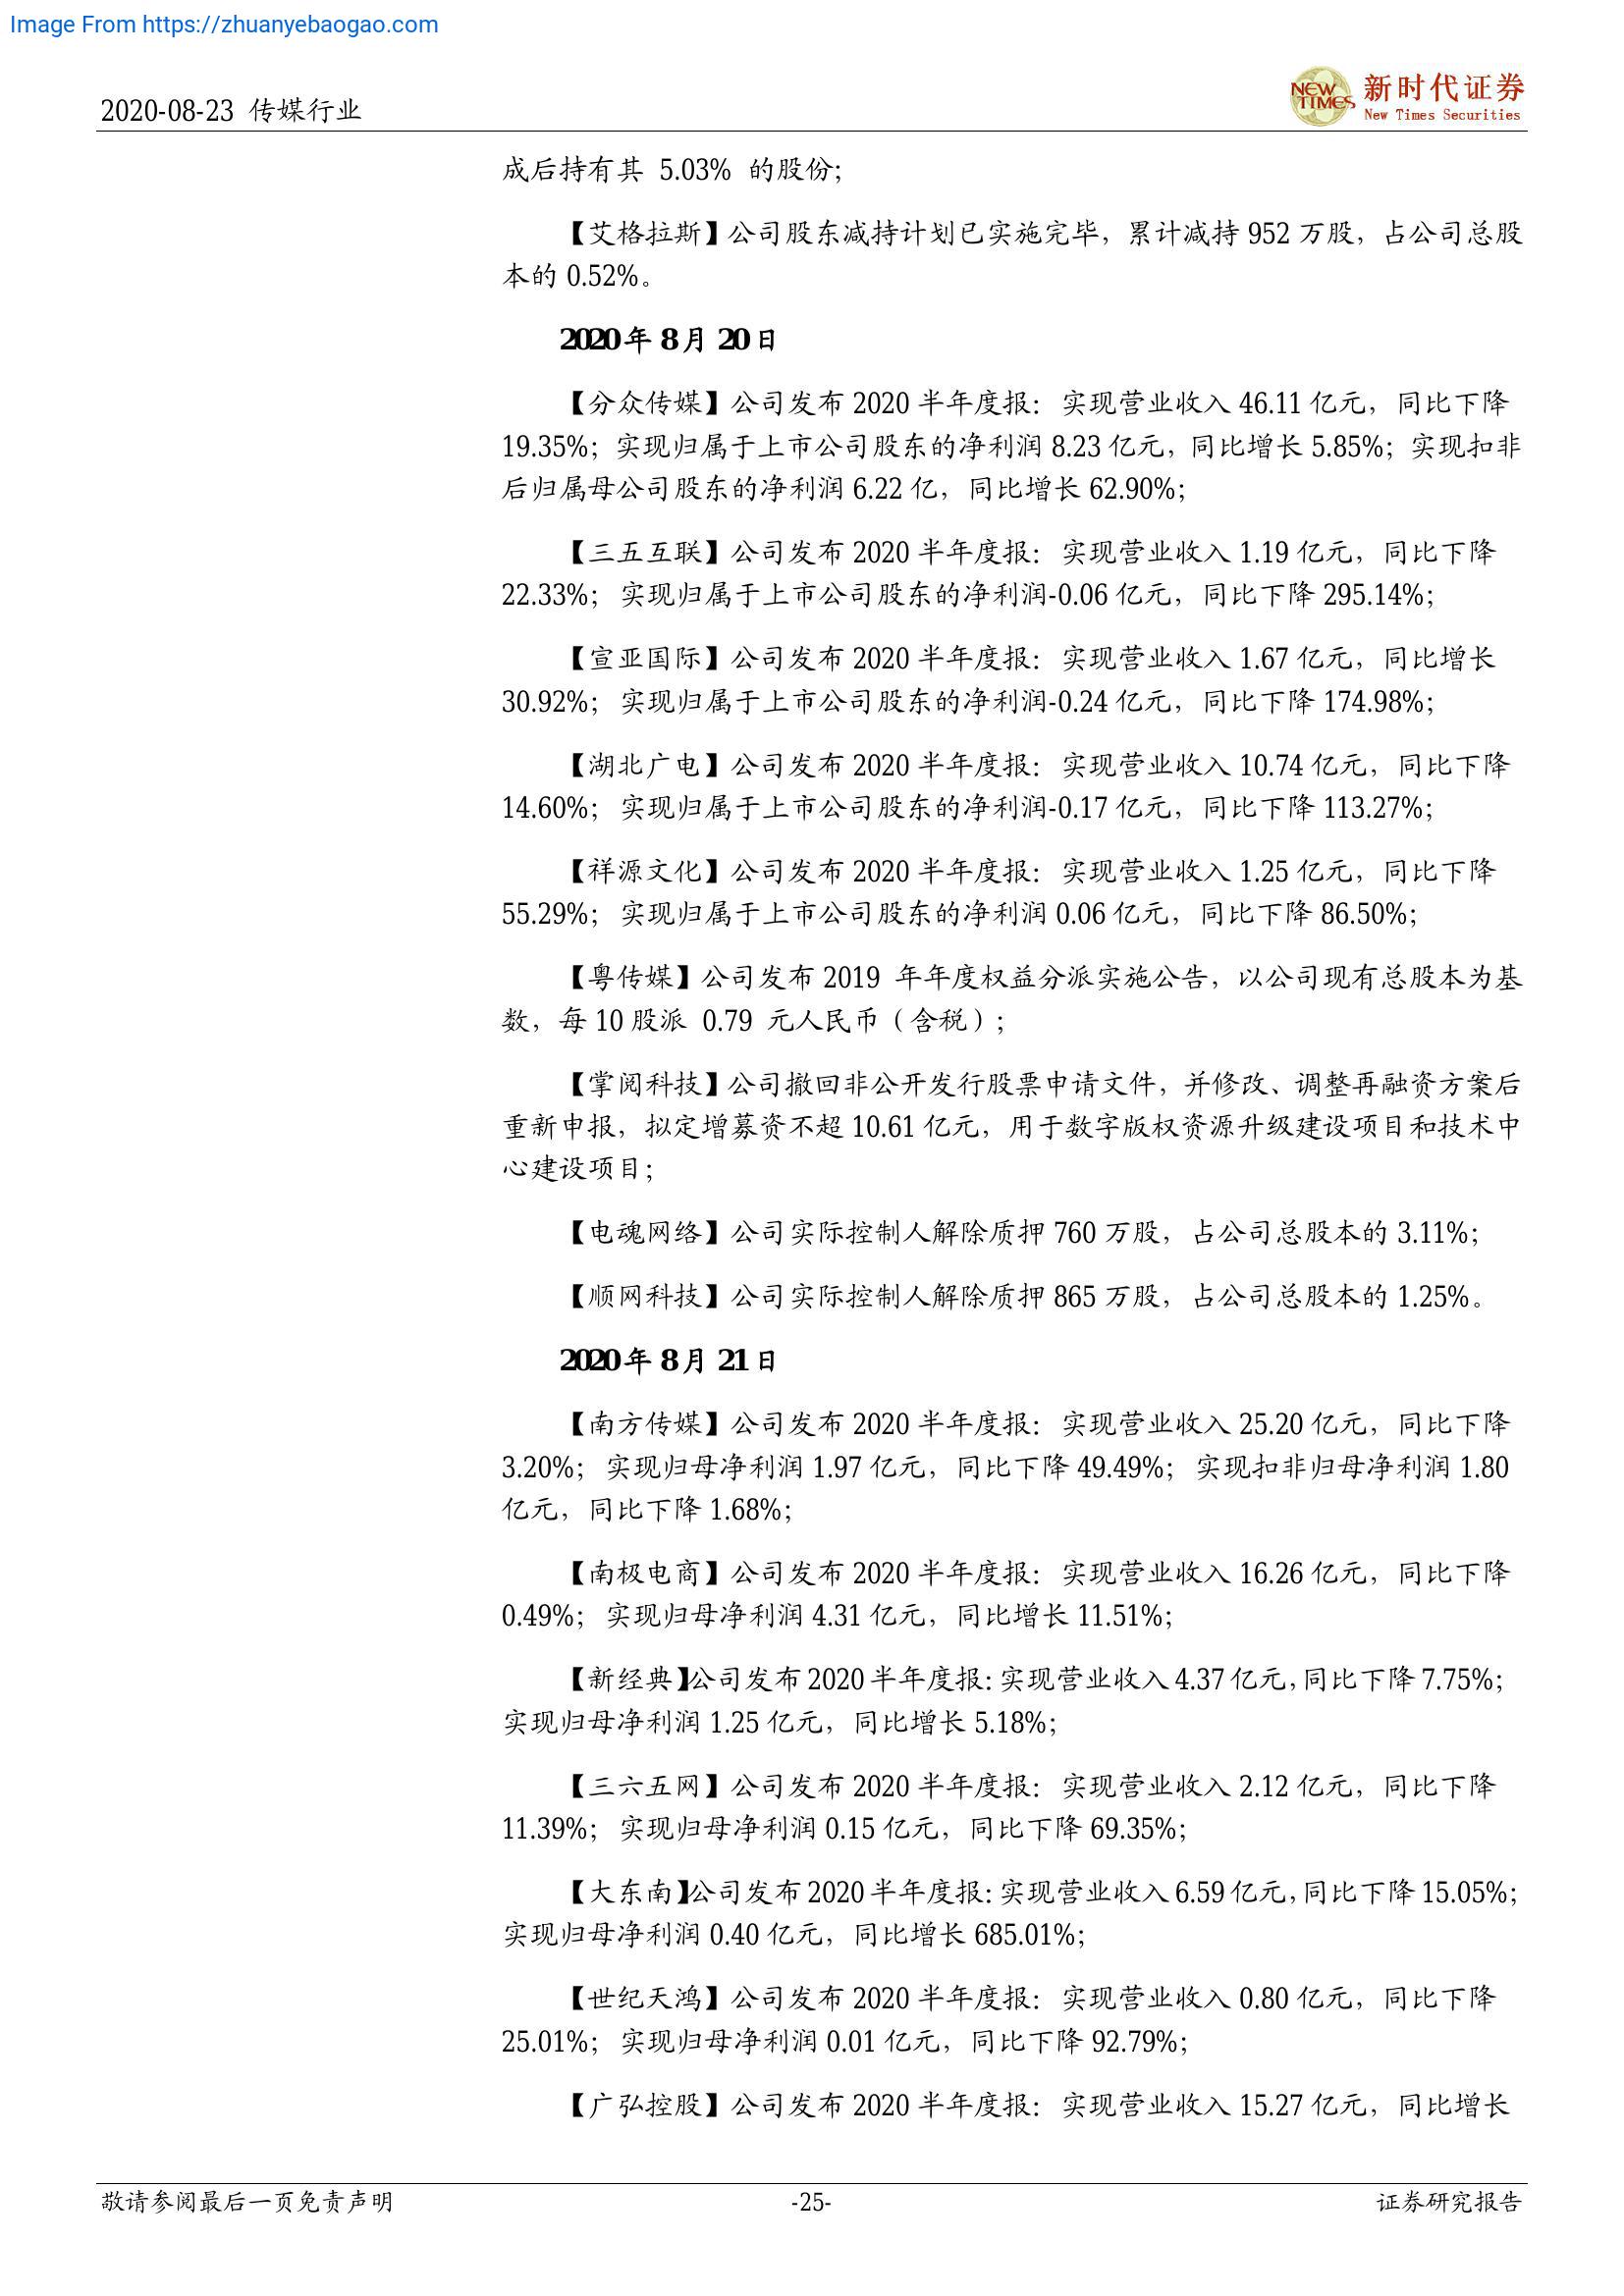 Image From https://zhuanyebaogao.com
2020-08-23 传媒行业
NEW TIMES
新时代证券
New Times Securities
成后持有其 5.03% 的股份；
【艾格拉斯】公司股东减持计划已实施完毕，累计减持 952 万股，占公司总股
本的 0.52%。
2020 年 8 月 20 日
【分众传媒】公司发布 2020 半年度报：实现营业收入 46.11 亿元，同比下降
19.35%；实现归属于上市公司股东的净利润 8.23 亿元，同比增长 5.85%；实现扣非
后归属母公司股东的净利润 6.22 亿，同比增长 62.90%；
【三五互联】公司发布 2020 半年度报：实现营业收入 1.19 亿元，同比下降
22.33%；实现归属于上市公司股东的净利润-0.06 亿元，同比下降 295.14%；
【宣亚国际】公司发布 2020 半年度报：实现营业收入 1.67 亿元，同比增长
30.92%；实现归属于上市公司股东的净利润-0.24 亿元，同比下降 174.98%；
【湖北广电】公司发布 2020 半年度报：实现营业收入 10.74 亿元，同比下降
14.60%；实现归属于上市公司股东的净利润-0.17 亿元，同比下降 113.27%；
【祥源文化】公司发布 2020 半年度报：实现营业收入 1.25 亿元，同比下降
55.29%；实现归属于上市公司股东的净利润 0.06 亿元，同比下降 86.50%；
【粤传媒】公司发布 2019 年年度权益分派实施公告，以公司现有总股本为基
数，每 10 股派 0.79 元人民币（含税）；
【掌阅科技】公司撤回非公开发行股票申请文件，并修改、调整再融资方案后
重新申报，拟定增募资不超 10.61 亿元，用于数字版权资源升级建设项目和技术中
心建设项目；
【电魂网络】公司实际控制人解除质押 760 万股，占公司总股本的 3.11%；
【顺网科技】公司实际控制人解除质押 865 万股，占公司总股本的 1.25%。
2020 年 8 月 21 日
【南方传媒】公司发布 2020 半年度报：实现营业收入 25.20 亿元，同比下降
3.20%；实现归母净利润 1.97 亿元，同比下降 49.49%；实现扣非归母净利润 1.80
亿元，同比下降 1.68%；
【南极电商】公司发布 2020 半年度报：实现营业收入 16.26 亿元，同比下降
0.49%；实现归母净利润 4.31 亿元，同比增长 11.51%；
【新经典】公司发布 2020 半年度报：实现营业收入 4.37 亿元，同比下降 7.75%；
实现归母净利润 1.25 亿元，同比增长 5.18%；
【三六五网】公司发布 2020 半年度报：实现营业收入 2.12 亿元，同比下降
11.39%；实现归母净利润 0.15 亿元，同比下降 69.35%；
【大东南】公司发布 2020 半年度报：实现营业收入 6.59 亿元，同比下降 15.05%；
实现归母净利润 0.40 亿元，同比增长 685.01%；
【世纪天鸿】公司发布 2020 半年度报：实现营业收入 0.80 亿元，同比下降
25.01%；实现归母净利润 0.01 亿元，同比下降 92.79%；
【广弘控股】公司发布 2020 半年度报：实现营业收入 15.27 亿元，同比增长
敬请参阅最后一页免责声明
-25-
证券研究报告